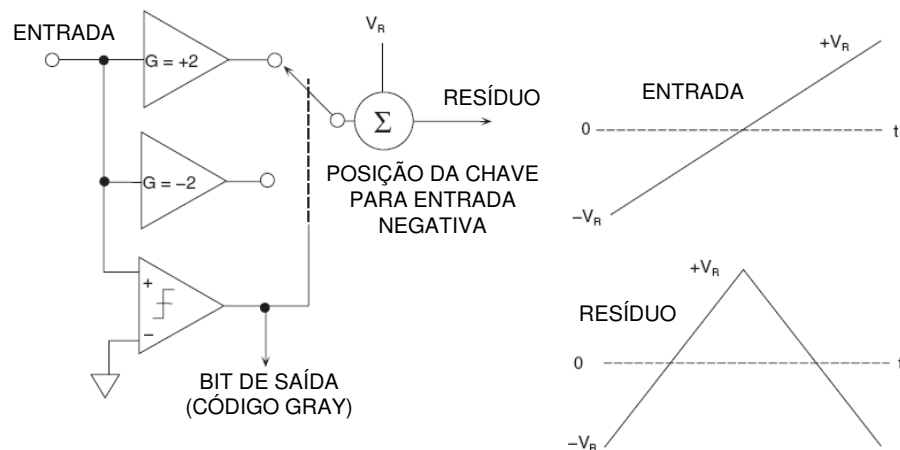 ENTRADA
G = +2
G = −2
+
−
BIT DE SAÍDA
(CÓDIGO GRAY)
V_R
Σ
RESÍDUO
POSIÇÃO DA CHAVE
PARA ENTRADA
NEGATIVA
+V_R
ENTRADA
0
t
−V_R
+V_R
RESÍDUO
0
t
−V_R